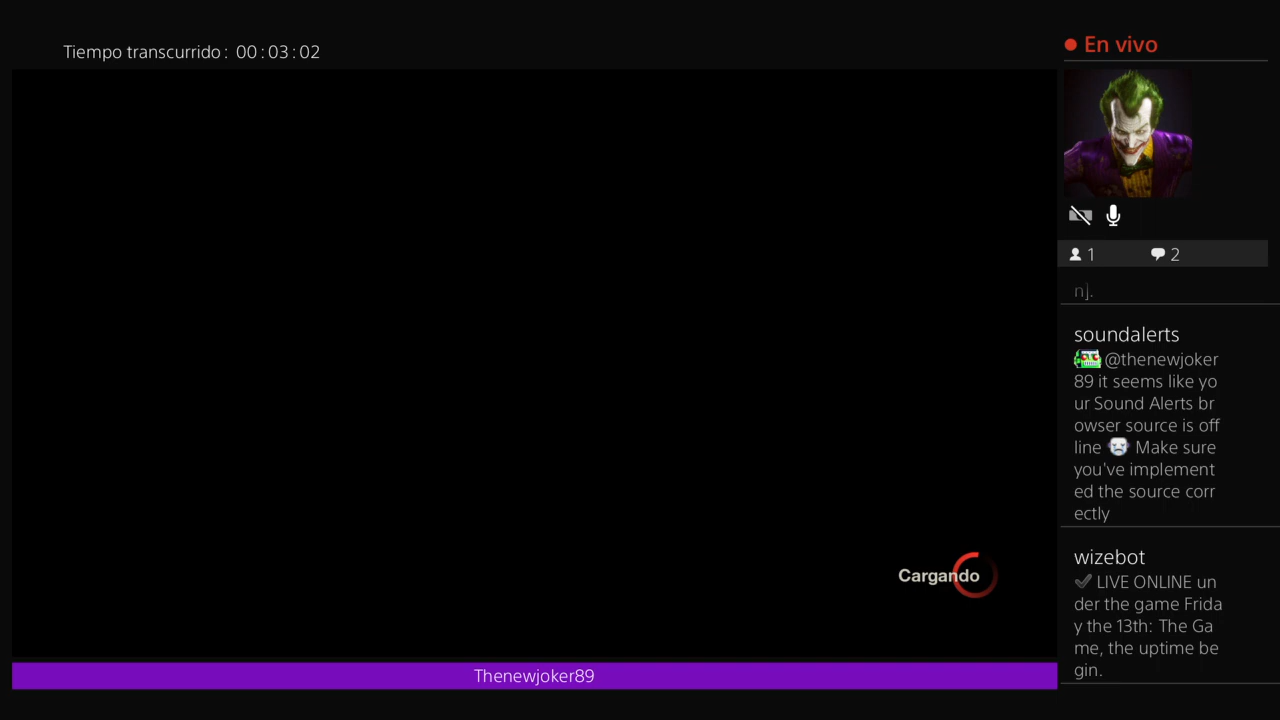 Tiempo transcurrido : 00 : 03 : 02
En vivo
1 2
n].
soundalerts
@thenewjoker
89 it seems like yo
ur Sound Alerts br
owser source is off
line Make sure
you've implement
ed the source corr
ectly
wizebot
LIVE ONLINE un
der the game Frida
y the 13th: The Ga
me, the uptime be
gin.
Cargando
Thenewjoker89